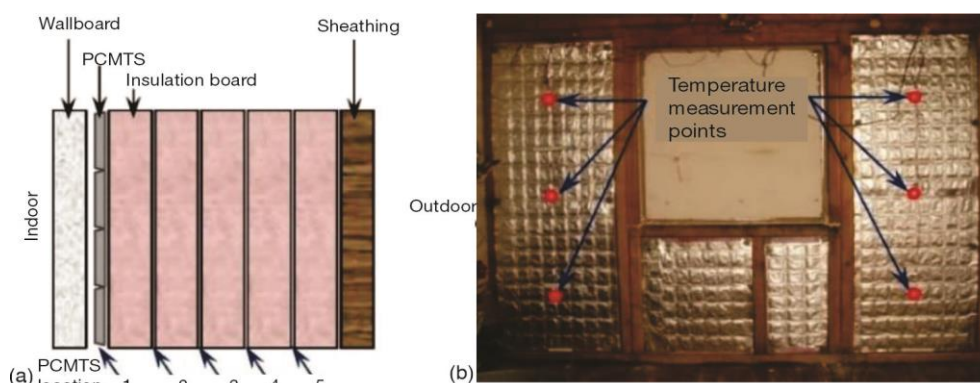 Wallboard
Sheathing
PCMTS
Insulation board
Indoor
Outdoor
Temperature
measurement
points
(a)
PCMTS
location 1 2 3 4 5
(b)